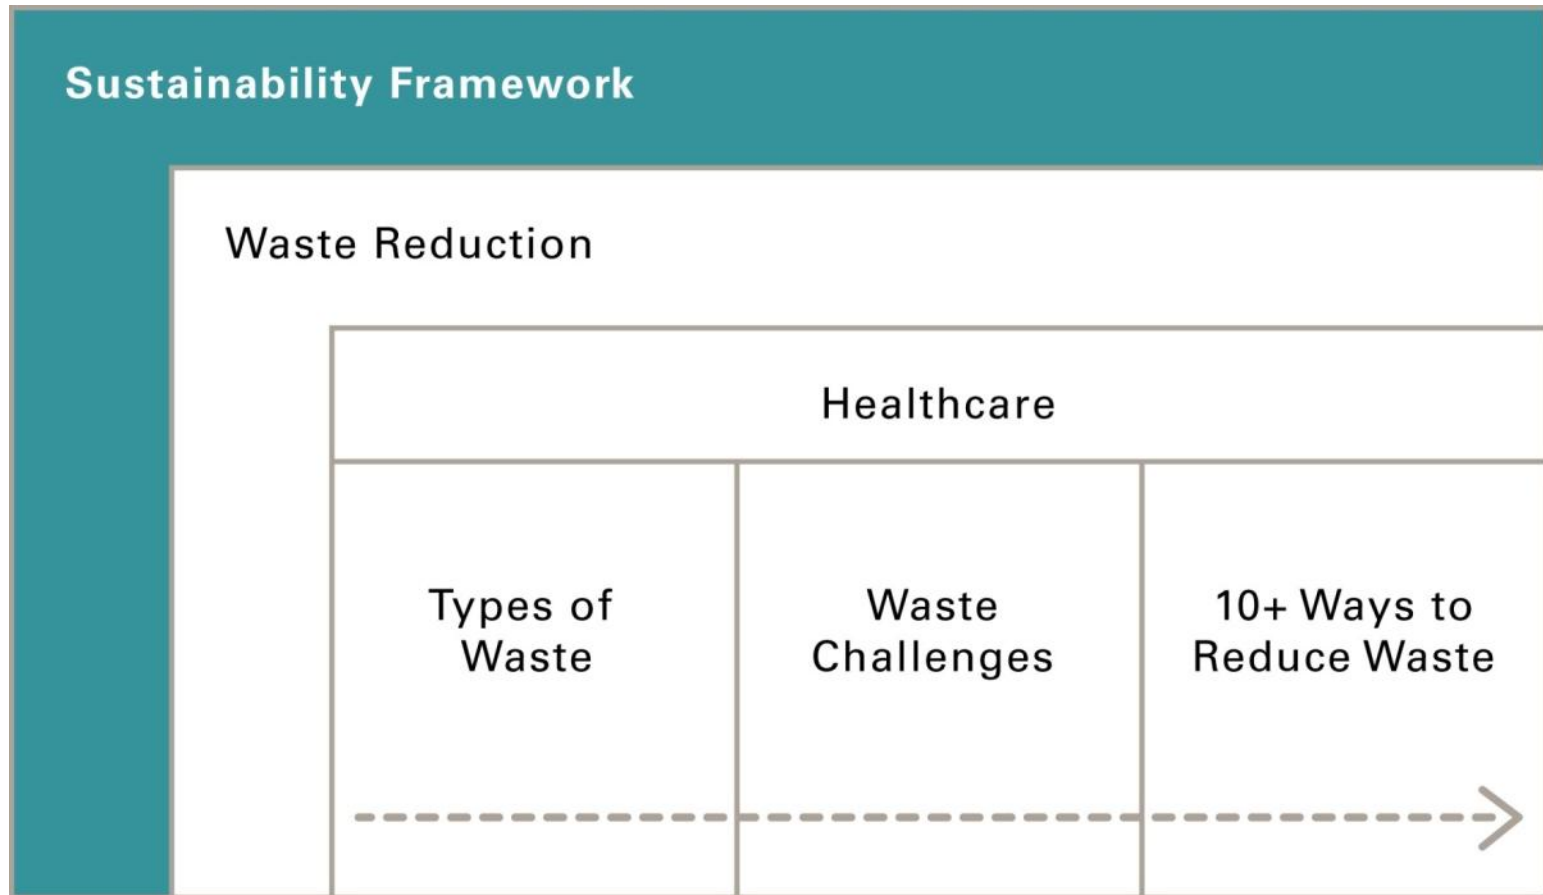 Sustainability Framework
Waste Reduction
Healthcare
Types of
Waste
Waste
Challenges
10+ Ways to
Reduce Waste